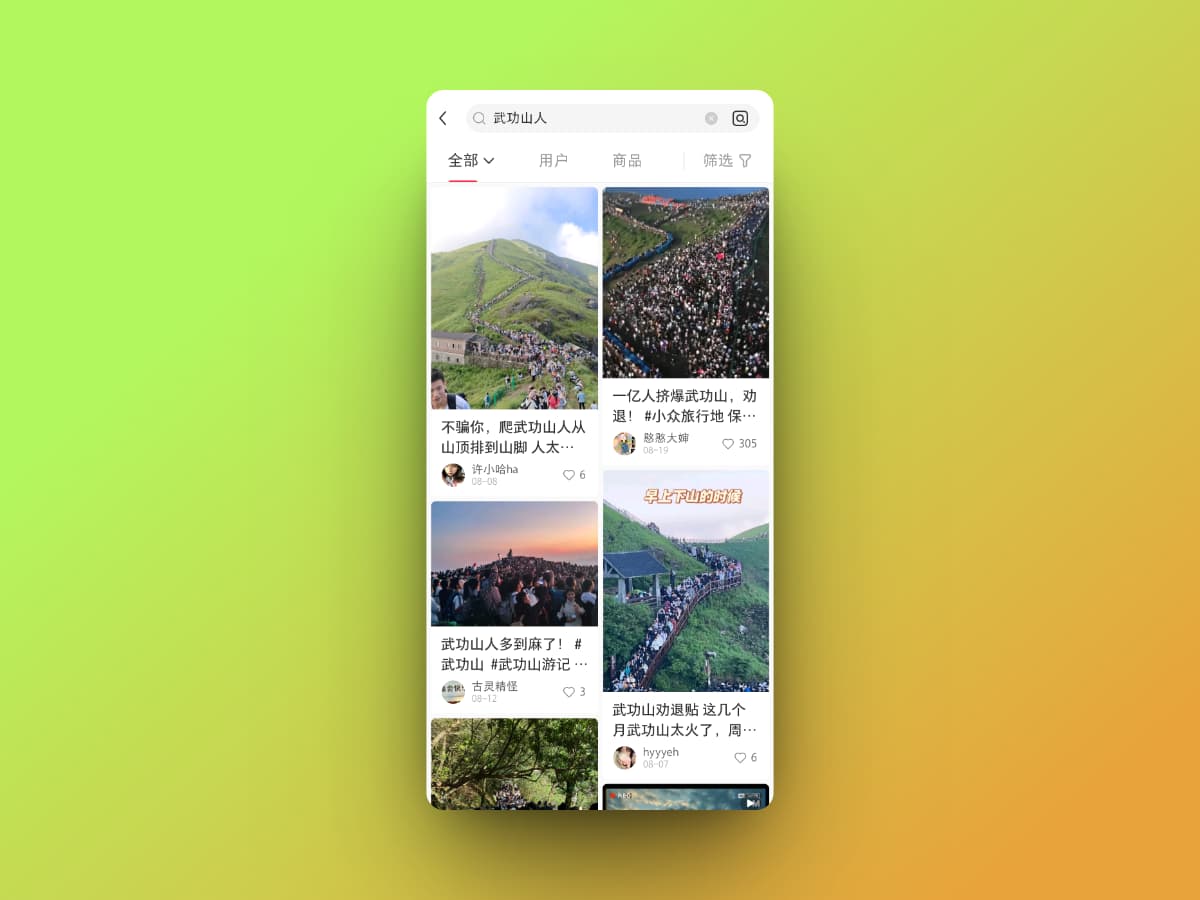 武功山人
全部
用户
商品
筛选
不骗你，爬武功山人从
山顶排到山脚 人太…
许小哈ha
08-08
6
一亿人挤爆武功山，劝
退！ #小众旅行地 保…
憨憨大婶
08-19
305
武功山人多到麻了！ #
武功山 #武功山游记 …
古灵精怪
08-12
3
早上下山的时候
武功山劝退贴 这几个
月武功山太火了，周…
hyyyeh
08-07
6